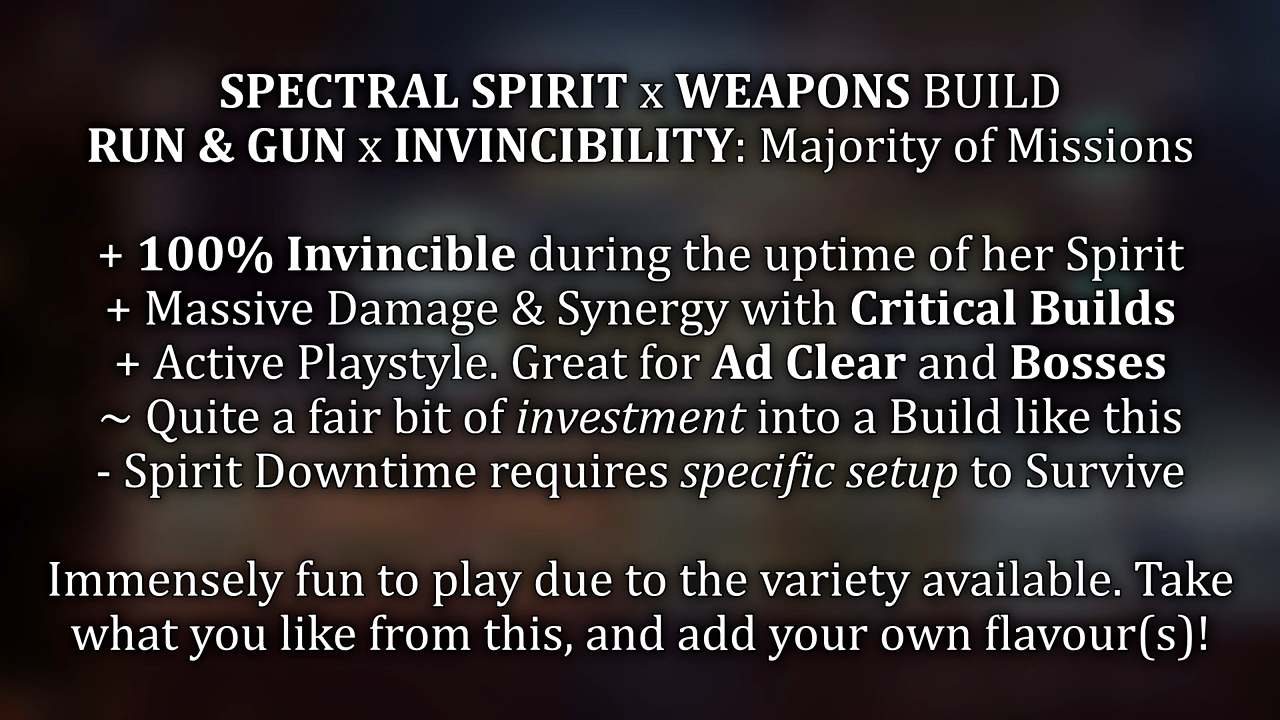 SPECTRAL SPIRIT x WEAPONS BUILD
RUN & GUN x INVINCIBILITY: Majority of Missions
+ 100% Invincible during the uptime of her Spirit
+ Massive Damage & Synergy with Critical Builds
+ Active Playstyle. Great for Ad Clear and Bosses
~ Quite a fair bit of investment into a Build like this
- Spirit Downtime requires specific setup to Survive
Immensely fun to play due to the variety available. Take
what you like from this, and add your own flavour(s)!